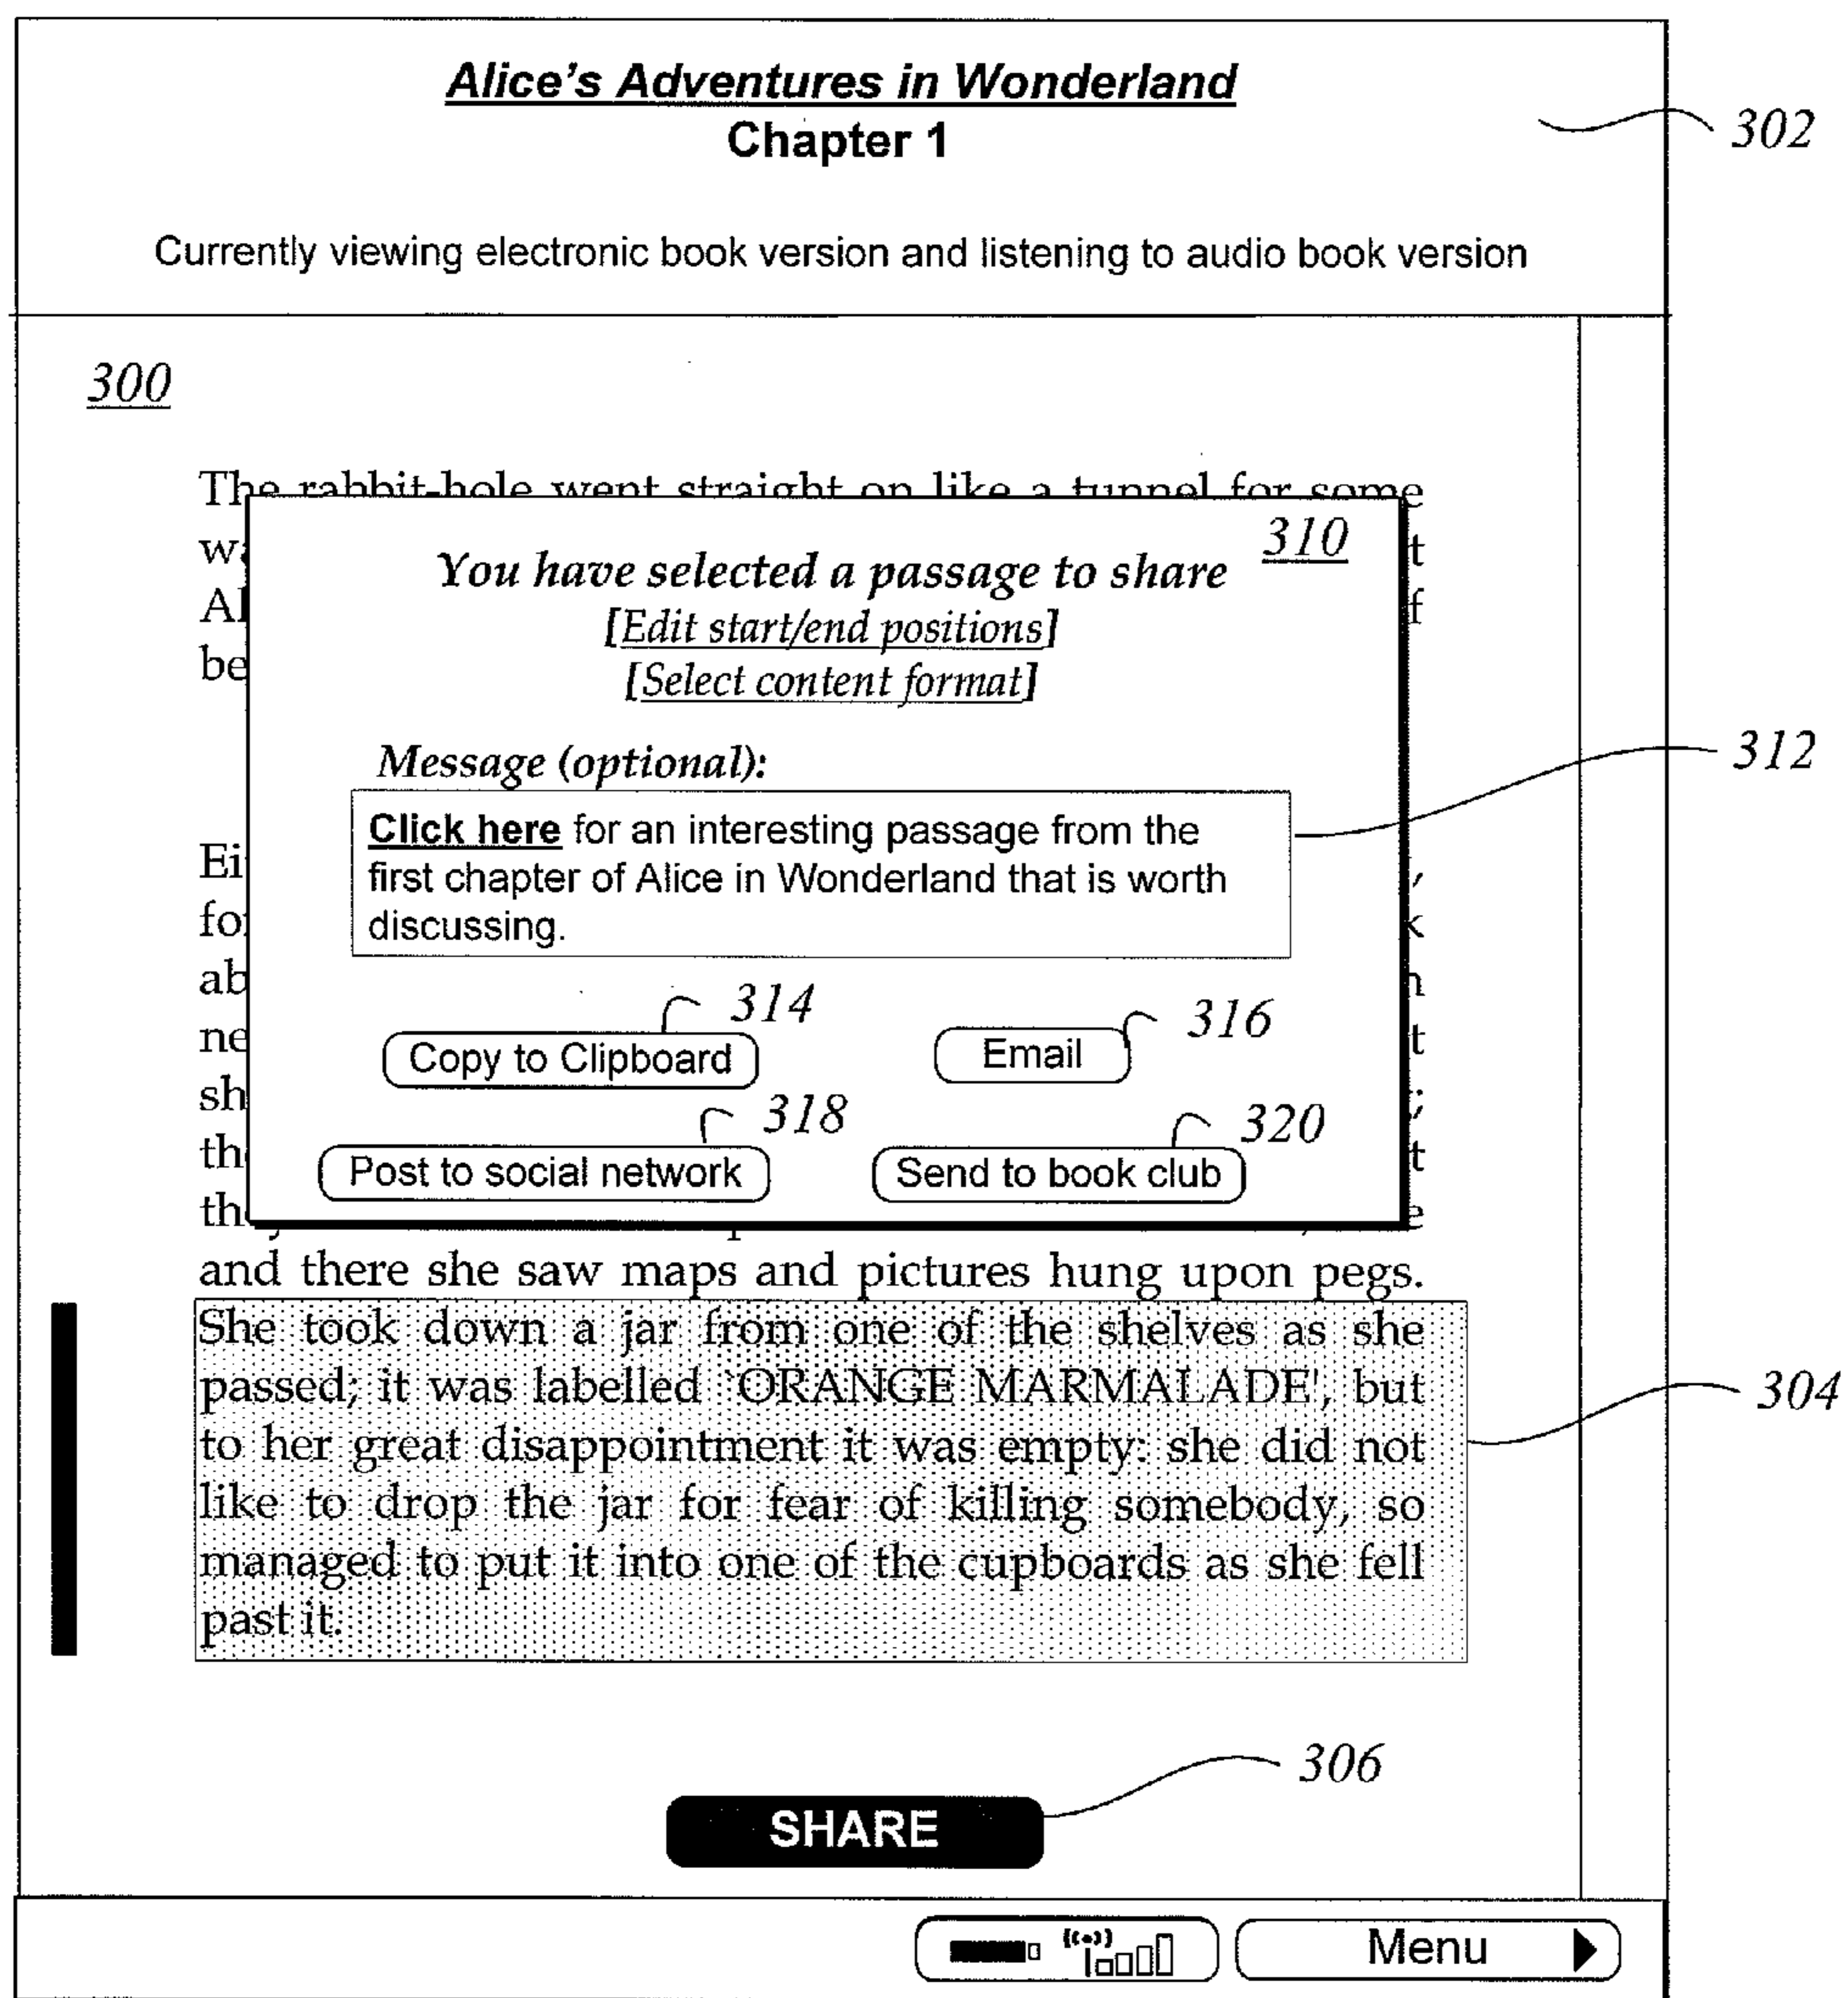 Alice's Adventures in Wonderland
Chapter 1
302
Currently viewing electronic book version and listening to audio book version
300
The rabbit-hole went straight on like a tunnel for some
310
You have selected a passage to share
[Edit start/end positions]
[Select content format]
312
Message (optional):
Click here for an interesting passage from the
first chapter of Alice in Wonderland that is worth
discussing.
314
316
Copy to Clipboard
Email
318
320
Post to social network
Send to book club
and there she saw maps and pictures hung upon pegs.
She took down a jar from one of the shelves as she
passed; it was labelled `ORANGE MARMALADE', but
304
to her great disappointment it was empty: she did not
like to drop the jar for fear of killing somebody, so
managed to put it into one of the cupboards as she fell
past it.
306
SHARE
Menu